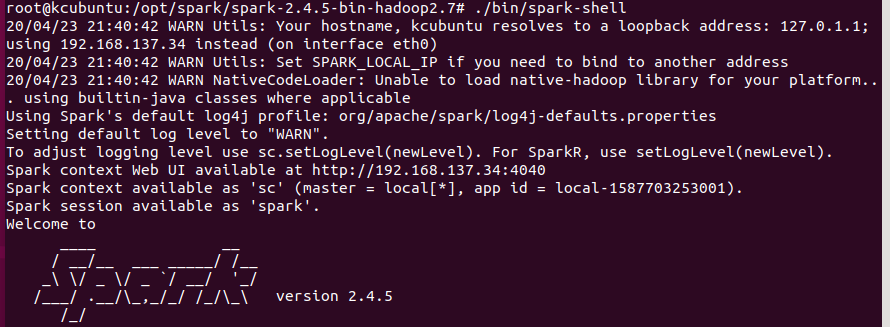 root@kcubuntu:/opt/spark/spark-2.4.5-bin-hadoop2.7# ./bin/spark-shell
20/04/23 21:40:42 WARN Utils: Your hostname, kcubuntu resolves to a loopback address: 127.0.1.1;
using 192.168.137.34 instead (on interface eth0)
20/04/23 21:40:42 WARN Utils: Set SPARK_LOCAL_IP if you need to bind to another address
20/04/23 21:40:42 WARN NativeCodeLoader: Unable to load native-hadoop library for your platform..
. using builtin-java classes where applicable
Using Spark's default log4j profile: org/apache/spark/log4j-defaults.properties
Setting default log level to "WARN".
To adjust logging level use sc.setLogLevel(newLevel). For SparkR, use setLogLevel(newLevel).
Spark context Web UI available at http://192.168.137.34:4040
Spark context available as 'sc' (master = local[*], app id = local-1587703253001).
Spark session available as 'spark'.
Welcome to
      ____              __
     / __/__  ___ _____/ /__
    _\ \/ _ \/ _ `/ __/  '_/
   /___/ .__/\_,_/_/ /_/\_\   version 2.4.5
      /_/